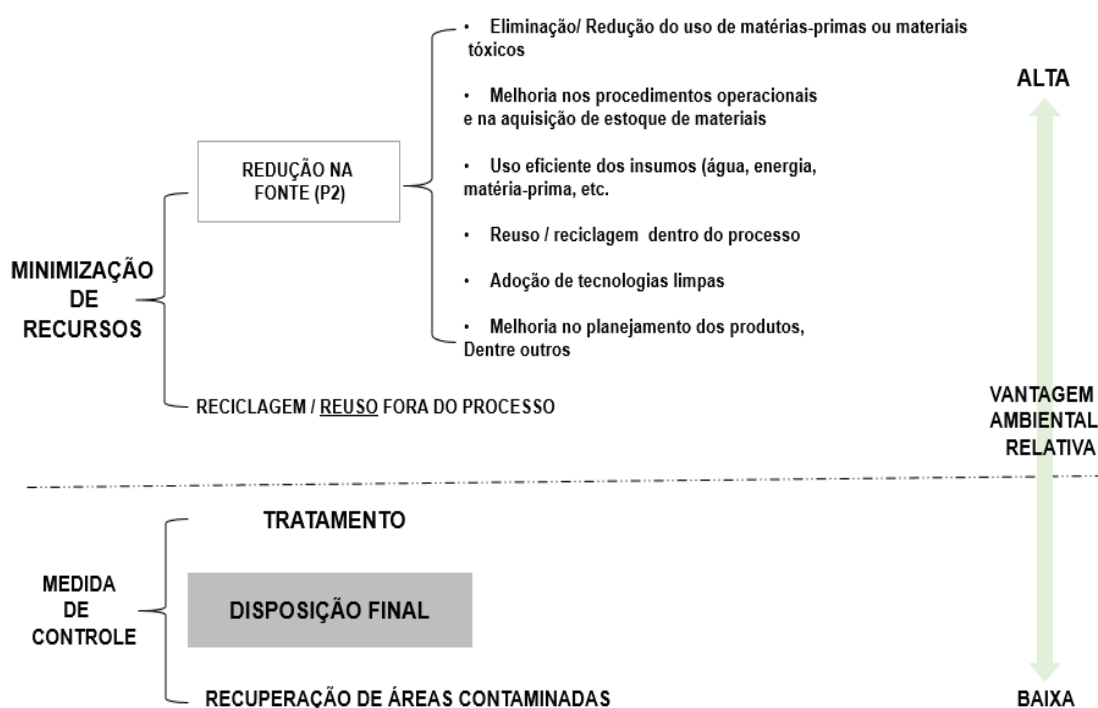 • Eliminação/ Redução do uso de matérias-primas ou materiais
tóxicos
• Melhoria nos procedimentos operacionais
e na aquisição de estoque de materiais
• Uso eficiente dos insumos (água, energia,
matéria-prima, etc.
• Reuso / reciclagem dentro do processo
• Adoção de tecnologias limpas
• Melhoria no planejamento dos produtos,
Dentre outros
REDUÇÃO NA
FONTE (P2)
MINIMIZAÇÃO
DE
RECURSOS
RECICLAGEM / REUSO FORA DO PROCESSO
ALTA
VANTAGEM
AMBIENTAL
RELATIVA
TRATAMENTO
MEDIDA
DE
CONTROLE
DISPOSIÇÃO FINAL
RECUPERAÇÃO DE ÁREAS CONTAMINADAS
BAIXA